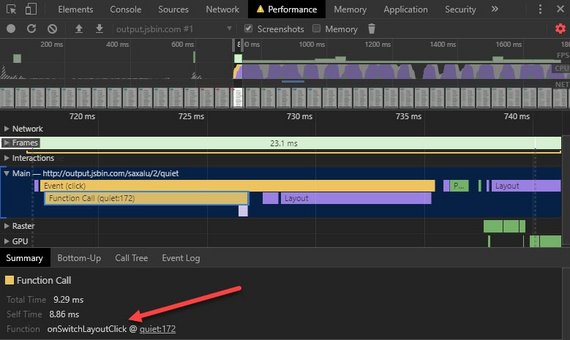 Elements Console Sources Network Performance Memory Application Security »
output.jsbin.com #1 Screenshots Memory
200 ms 400 ms 600 ms 80 ms 1000 ms 1200 ms 1400 ms 1600 ms 1800
FPS
CPU
NET
720 ms 725 ms 730 ms 735 ms 740 ms
Network
Frames 23.1 ms
Interactions
Main — http://output.jsbin.com/saxalu/2/quiet
Event (click) P... Layout
Function Call (quiet:172) Layout
Raster
GPU
Summary Bottom-Up Call Tree Event Log
Function Call
Total Time 9.29 ms
Self Time 8.86 ms
Function onSwitchLayoutClick @ quiet:172